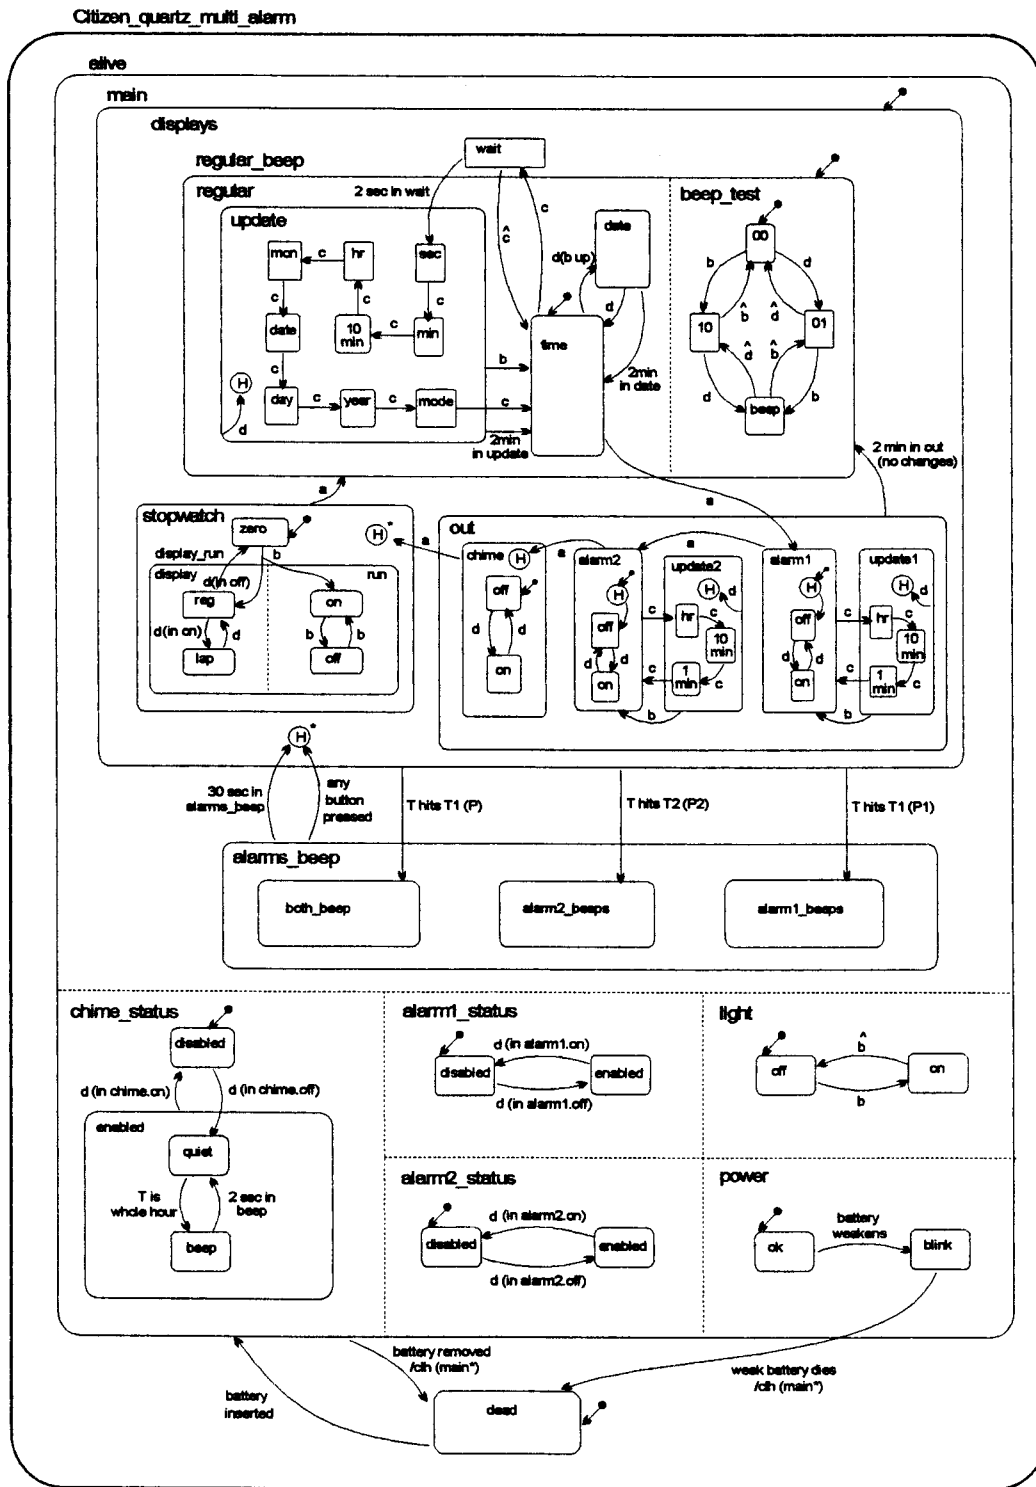 Citizen_quartz_multi_alarm
alive
main
displays
regular_beep
wait
regular
2 sec in wait
c
^
c
beep_test
update
date
00
mon
c
hr
sec
d(b up)
b
d
c
c
c
d
^
b
^
d
date
10
min
c
min
time
10
01
c
b
2min
in date
^
d
^
b
H
day
c
year
c
mode
c
d
b
beep
d
2min
in update
2 min in out
(no changes)
a
a
stopwatch
zero
H*
a
out
display_run
b
chime
H
a
alarm2
a
alarm1
update1
display
d(in off)
run
off
H
update2
H
H
H
reg
on
off
c
hr
c
d
off
c
hr
c
d
d(in on)
d
b
b
d
d
d
d
10
min
d
d
10
min
lap
off
on
on
c
1
min
c
on
c
1
min
c
b
b
H*
30 sec in
alarms_beep
any
button
pressed
T hits T1 (P)
T hits T2 (P2)
T hits T1 (P1)
alarms_beep
both_beep
alarm2_beeps
alarm1_beeps
chime_status
alarm1_status
light
disabled
d (in alarm1.on)
^
b
disabled
enabled
off
on
d (in chime.on)
d (in chime.off)
d (in alarm1.off)
b
enabled
quiet
alarm2_status
power
T is
whole hour
2 sec in
beep
d (in alarm2.on)
battery
weakens
beep
disabled
enabled
ok
blink
d (in alarm2.off)
battery removed
/clh (main*)
weak battery dies
/clh (main*)
battery
inserted
dead